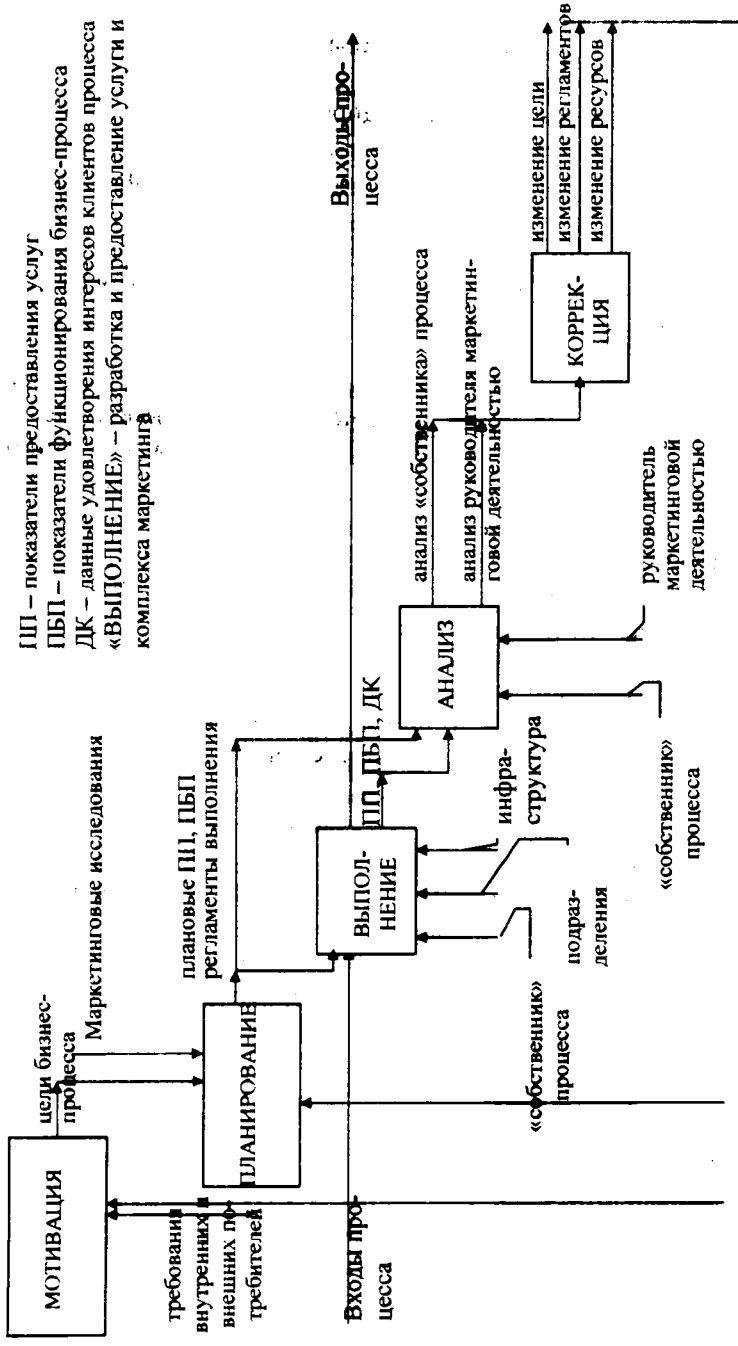 ПП – показатели предоставления услуг
ПБП – показатели функционирования бизнес-процесса
ДК – данные удовлетворения интересов клиентов процесса
«ВЫПОЛНЕНИЕ» – разработка и предоставление услуги и
комплекса маркетинга
МОТИВАЦИЯ
цели бизнес-
процесса
Маркетинговые исследования
требования
внутренних и
внешних по-
требителей
ПЛАНИРОВАНИЕ
плановые ПП, ПБП
регламенты выполнения
Входы про-
цесса
Выходы про-
цесса
ВЫПОЛ-
НЕНИЕ
ПП, ПБП, ДК
«собственник»
процесса
подраз-
деления
инфра-
структура
АНАЛИЗ
анализ «собственника» процесса
анализ руководителя маркетин-
говой деятельностью
«собственник»
процесса
руководитель
маркетинговой
деятельностью
КОРРЕК-
ЦИЯ
изменение цели
изменение регламентов
изменение ресурсов